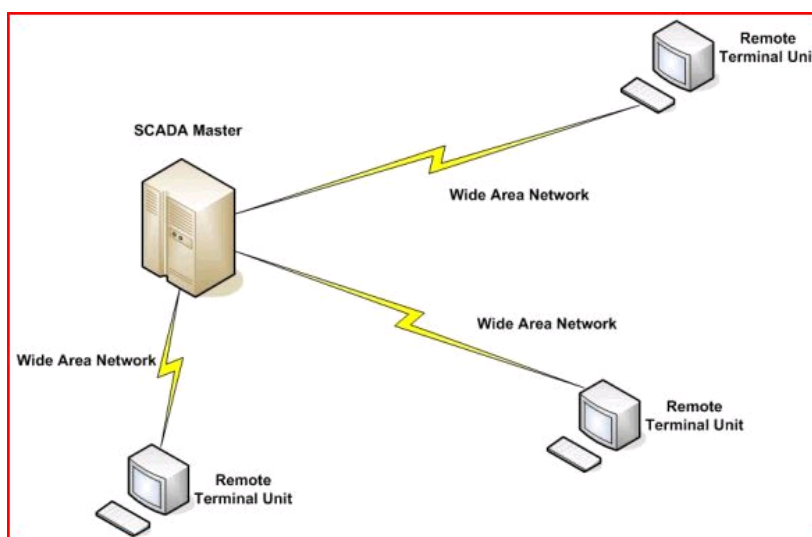 Remote
Terminal Unit
SCADA Master
Wide Area Network
Wide Area Network
Wide Area Network
Remote
Terminal Unit
Remote
Terminal Unit